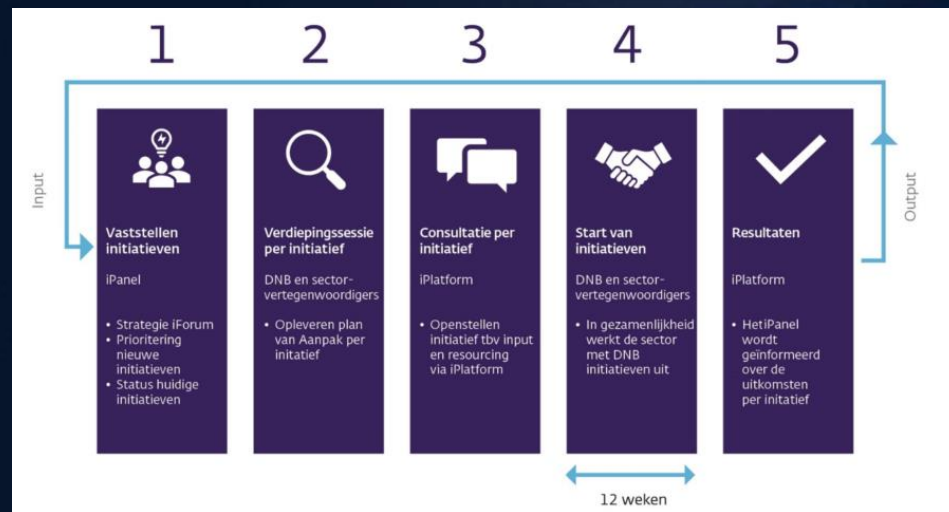 1
2
3
4
5
Input
Output
Vaststellen
initiatieven
iPanel
• Strategie iForum
• Prioritering
nieuwe
initiatieven
• Status huidige
initiatieven
Verdiepingssessie
per initiatief
DNB en sector-
vertegenwoordigers
• Opleveren plan
van Aanpak per
initatief
Consultatie per
initiatief
iPlatform
• Openstellen
initiatief tbv input
en resourcing
via iPlatform
Start van
initiatieven
DNB en sector-
vertegenwoordigers
• In gezamenlijkheid
werkt de sector
met DNB
initiatieven uit
Resultaten
iPlatform
• HetiPanel
wordt
geïnformeerd
over de
uitkomsten
per initatief
12 weken